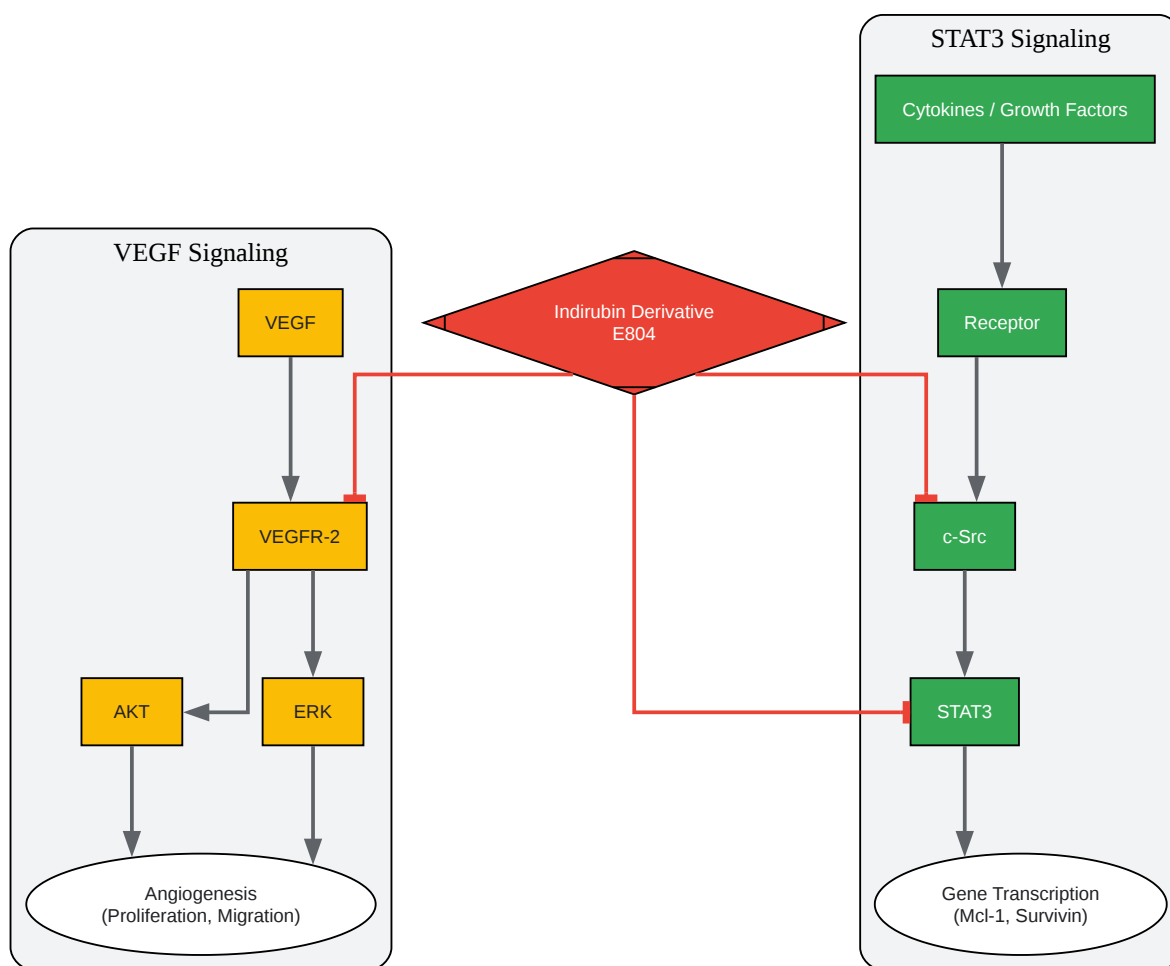 STAT3 Signaling
Cytokines / Growth Factors
VEGF Signaling
VEGF
Indirubin Derivative
E804
Receptor
VEGFR-2
c-Src
AKT
ERK
STAT3
Angiogenesis
(Proliferation, Migration)
Gene Transcription
(Mcl-1, Survivin)